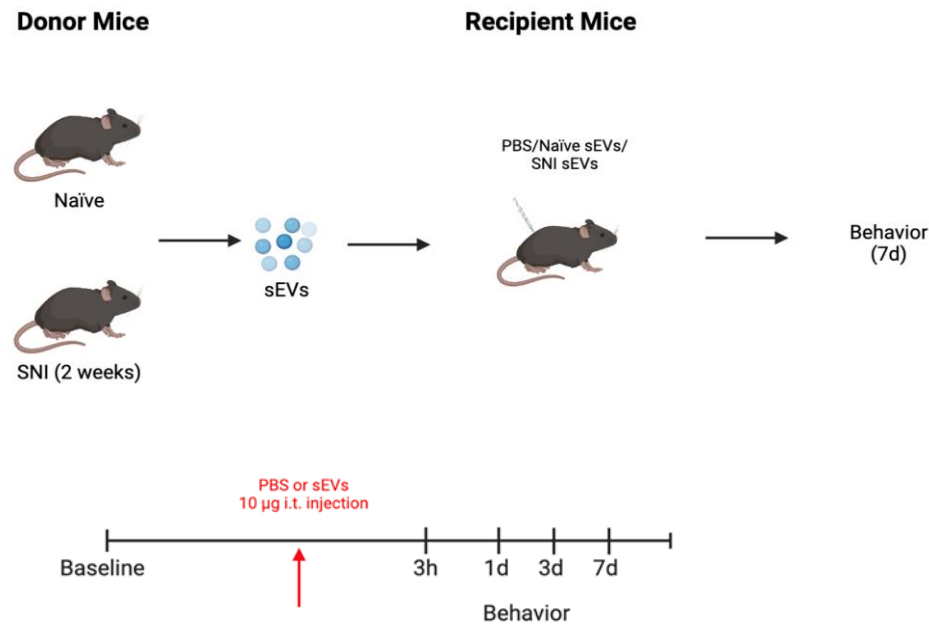 Donor Mice
Recipient Mice
Naïve
SNI (2 weeks)
sEVs
PBS/Naïve sEVs/
SNI sEVs
Behavior
(7d)
PBS or sEVs
10 µg i.t. injection
Baseline
3h
1d
3d
7d
Behavior